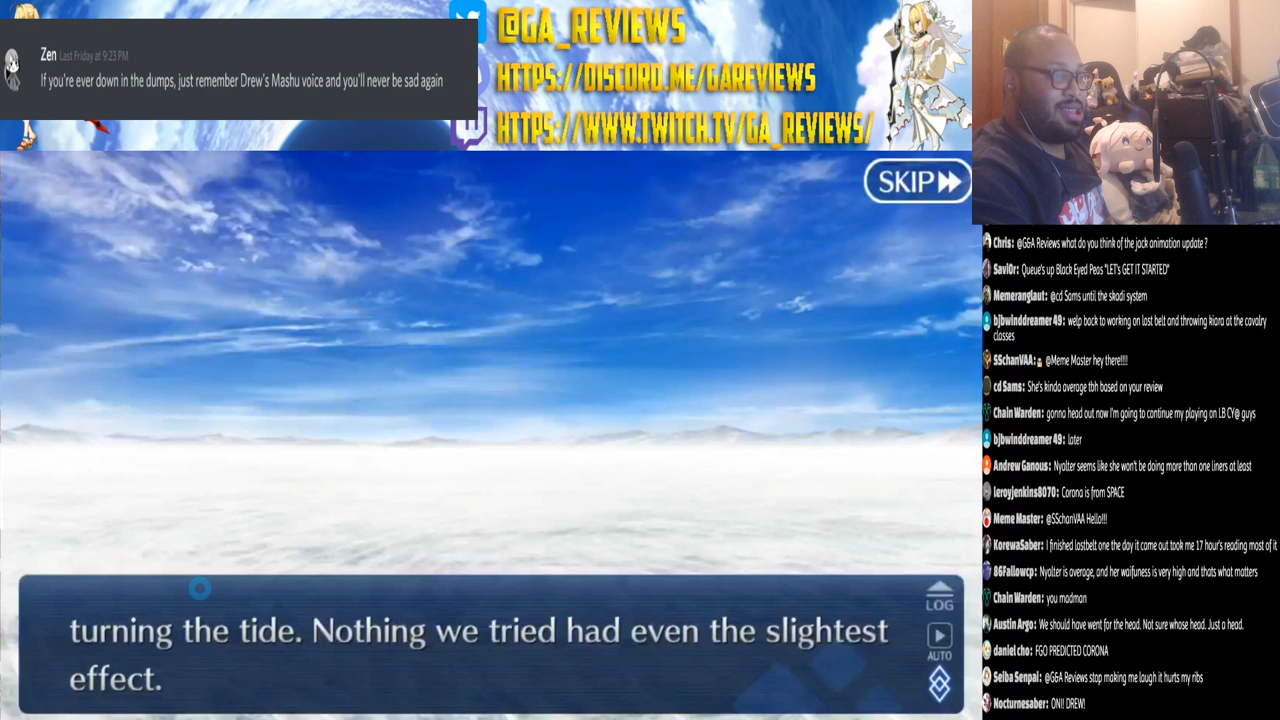 @GA_REVIEWS
HTTPS://DISCORD.ME/GAREVIEWS
HTTPS://WWW.TWITCH.TV/GA_REVIEWS/
Zen Last Friday at 9:23 PM
If you're ever down in the dumps, just remember Drew's Mashu voice and you'll never be sad again
SKIP
turning the tide. Nothing we tried had even the slightest
effect.
LOG
AUTO
Chris: @G&A Reviews what do you think of the jack animation update ?
Savi0r: Queue's up Black Eyed Peas "LET's GET IT STARTED"
Memeranglaut: @cd Sams until the skadi system
bjbwinddreamer 49: welp back to working on lost belt and throwing kiara at the cavalry
classes
SSchanVAA: @Meme Master hey there!!!!
cd Sams: She's kinda average tbh based on your review
Chain Warden: gonna head out now I'm going to continue my playing on LB CY@ guys
bjbwinddreamer 49: later
Andrew Ganous: Nyalter seems like she won't be doing more than one liners at least
leroyjenkins8070: Corona is from SPACE
Meme Master: @SSchanVAA Hello!!!
KorewaSaber: I finished lostbelt one the day it came out took me 17 hour's reading most of it
86Fallowcp: Nyalter is average, and her waifuness is very high and thats what matters
Chain Warden: you madman
Austin Argo: We should have went for the head. Not sure whose head. Just a head.
daniel cho: FGO PREDICTED CORONA
Seiba Senpai: @G&A Reviews stop making me laugh it hurts my ribs
Nocturnesaber: ONI! DREW!